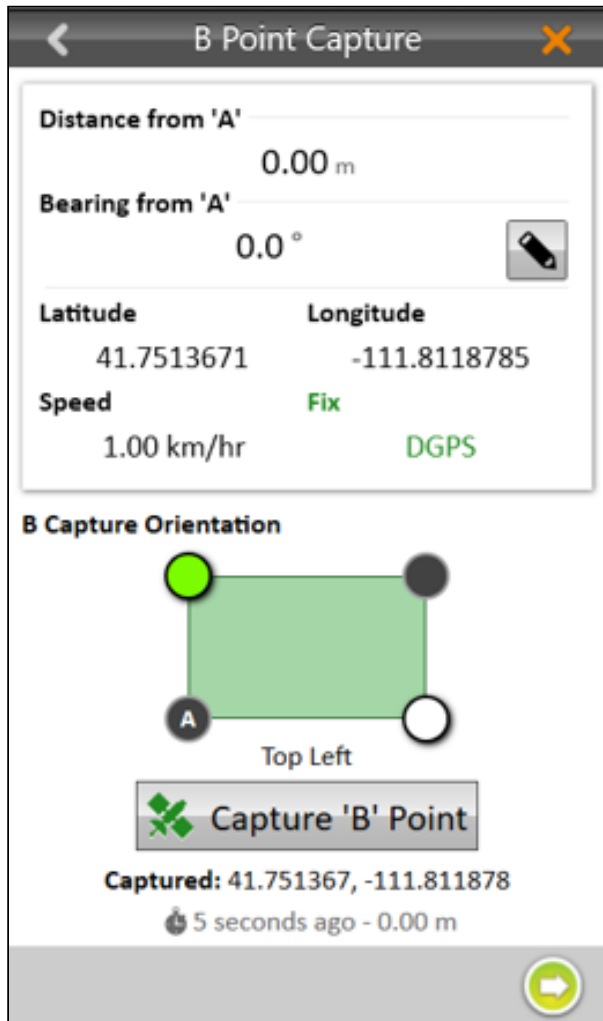 B Point Capture
Distance from 'A'
0.00 m
Bearing from 'A'
0.0 °
Latitude Longitude
41.7513671 -111.8118785
Speed Fix
1.00 km/hr DGPS
B Capture Orientation
A
Top Left
Capture 'B' Point
Captured: 41.751367, -111.811878
5 seconds ago - 0.00 m